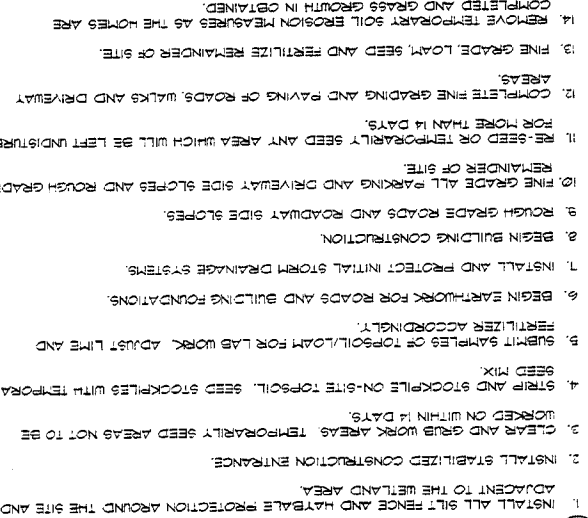 1. INSTALL ALL SILT FENCE AND HAYBALE PROTECTION AROUND THE SITE AND
ADJACENT TO THE WETLAND AREA.
2. INSTALL STABILIZED CONSTRUCTION ENTRANCE.
3. CLEAR AND GRUB WORK AREAS. TEMPORARILY SEED AREAS NOT TO BE
WORKED ON WITHIN 14 DAYS.
4. STRIP AND STOCKPILE ON-SITE TOPSOIL. SEED STOCKPILES WITH TEMPORA
SEED MIX.
5. SUBMIT SAMPLES OF TOPSOIL/LOAM FOR LAB WORK. ADJUST LIME AND
FERTILIZER ACCORDINGLY.
6. BEGIN EARTHWORK FOR ROADS AND BUILDING FOUNDATIONS.
7. INSTALL AND PROTECT INITIAL STORM DRAINAGE SYSTEMS.
8. BEGIN BUILDING CONSTRUCTION.
9. ROUGH GRADE ROADS AND ROADWAY SIDE SLOPES.
10. FINE GRADE ALL PARKING AND DRIVEWAY SIDE SLOPES AND ROUGH GRAD
REMAINDER OF SITE.
11. RE-SEED OR TEMPORARILY SEED ANY AREA WHICH WILL BE LEFT UNDISTURB
FOR MORE THAN 14 DAYS.
12. COMPLETE FINE GRADING AND PAVING OF ROADS, WALKS AND DRIVEWAY
AREAS.
13. FINE GRADE, LOAM, SEED AND FERTILIZE REMAINDER OF SITE.
14. REMOVE TEMPORARY SOIL EROSION MEASURES AS THE HOMES ARE
COMPLETED AND GRASS GROWTH IN OBTAINED.